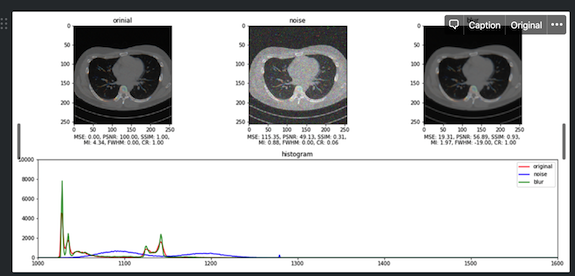 orinial
noise
Caption
Original
0
50
100
150
200
250
0 50 100 150 200 250
MSE: 0.00, PSNR: 100.00, SSIM: 1.00,
MI: 4.34, FWHM: 0.00, CR: 1.00
0
50
100
150
200
250
0 50 100 150 200 250
MSE: 115.35, PSNR: 49.13, SSIM: 0.31,
MI: 0.88, FWHM: 0.00, CR: 0.06
0
50
100
150
200
250
0 50 100 150 200 250
MSE: 19.31, PSNR: 56.89, SSIM: 0.93,
MI: 1.97, FWHM: -19.00, CR: 1.00
histogram
10000
8000
6000
4000
2000
0
original
noise
blur
1000 1100 1200 1300 1400 1500 1600